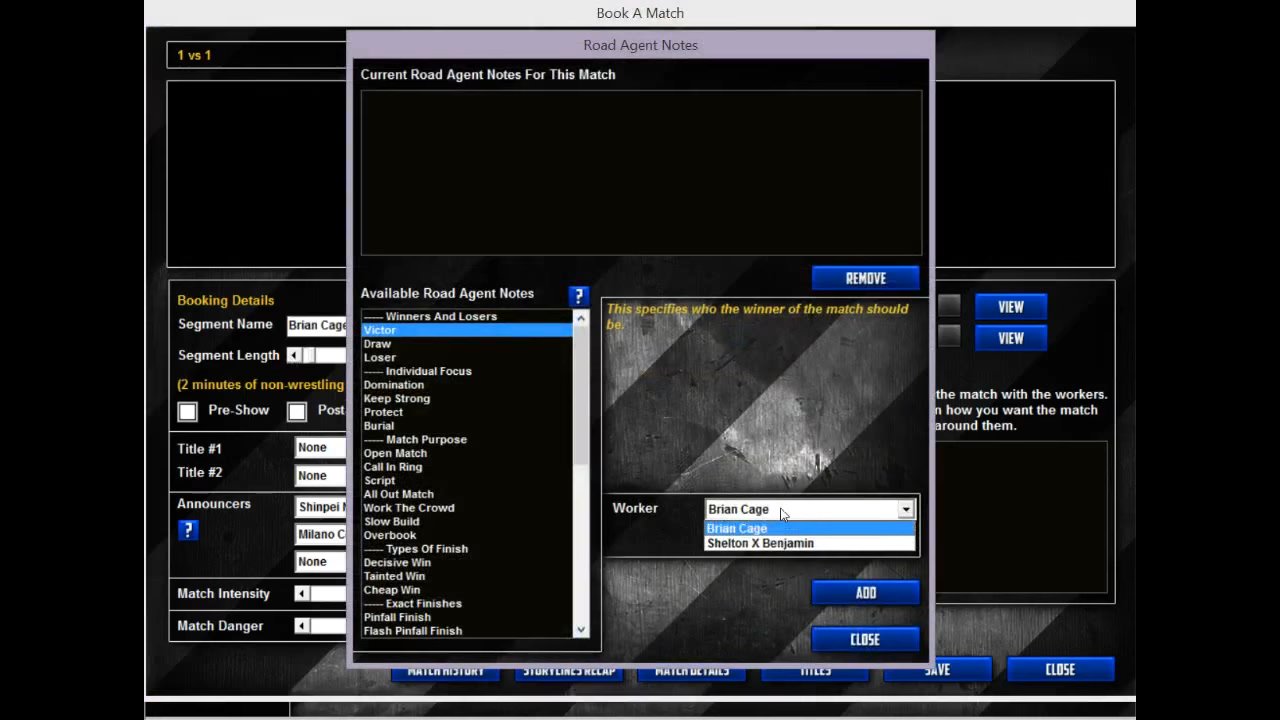 Book A Match
Road Agent Notes
1 vs 1
Current Road Agent Notes For This Match
REMOVE
Available Road Agent Notes
?
----- Winners And Losers
Victor
Draw
Loser
----- Individual Focus
Domination
Keep Strong
Protect
Burial
----- Match Purpose
Open Match
Call In Ring
Script
All Out Match
Work The Crowd
Slow Build
Overbook
----- Types Of Finish
Decisive Win
Tainted Win
Cheap Win
----- Exact Finishes
Pinfall Finish
Flash Pinfall Finish
This specifies who the winner of the match should
be.
Worker
Brian Cage
Brian Cage
Shelton X Benjamin
ADD
CLOSE
Booking Details
Segment Name Brian Cage
Segment Length
(2 minutes of non-wrestling
Pre-Show Post
Title #1 None
Title #2 None
Announcers Shinpei
?
Milano C
None
Match Intensity
Match Danger
VIEW
VIEW
the match with the workers.
how you want the match
around them.
MATCH HISTORY STORYLINES RECAP MATCH DETAILS TITLES SAVE CLOSE